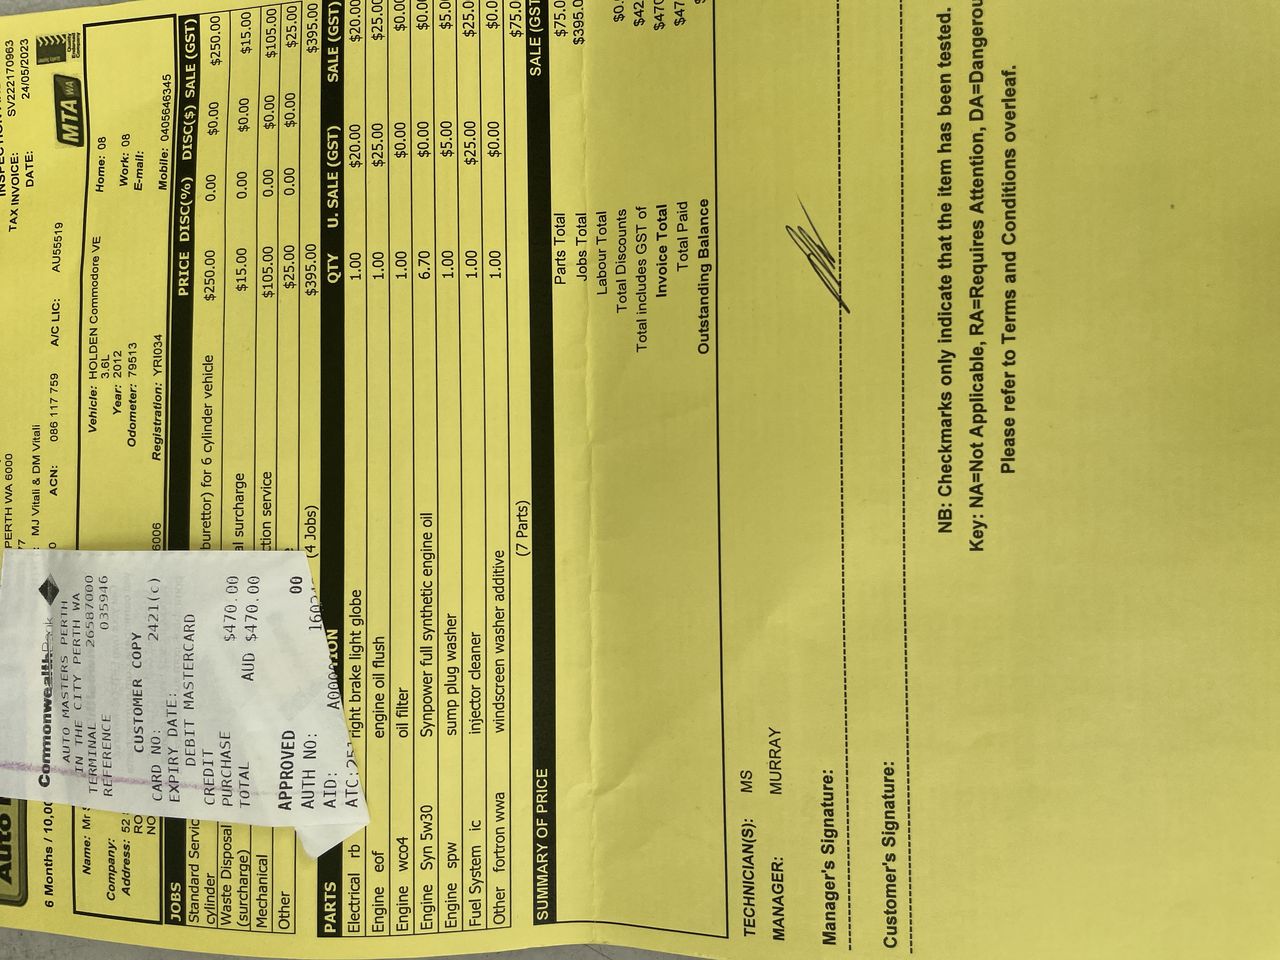 TAX INVOICE: SV222170963
DATE: 24/05/2023
MTA WA
Auto
PERTH WA 6000
MJ Vitali & DM Vitali
6 Months / 10,00
ACN: 086 117 759 A/C LIC: AU55519
Name: Mr
Company:
Address: 52
RO
NO
6006
Vehicle: HOLDEN Commodore VE
3.6L
Year: 2012
Odometer: 79513
Registration: YRI034
Home: 08
Work: 08
E-mail:
Mobile: 0405646345
CommonwealthBank
AUTO MASTERS PERTH
IN THE CITY PERTH WA
TERMINAL 26587000
REFERENCE 035946
CUSTOMER COPY
CARD NO: 2421(c)
EXPIRY DATE:
DEBIT MASTERCARD
CREDIT
PURCHASE $470.00
TOTAL AUD $470.00
APPROVED 00
AUTH NO:
AID: A0000
ATC:
JOBS PRICE DISC(%) DISC($) SALE (GST)
Standard Servic burettor) for 6 cylinder vehicle $250.00 0.00 $0.00 $250.00
cylinder
Waste Disposal al surcharge $15.00 0.00 $0.00 $15.00
(surcharge)
Mechanical ction service $105.00 0.00 $0.00 $105.00
Other $25.00 0.00 $0.00 $25.00
(4 Jobs) $395.00 $395.00
PARTS QTY U. SALE (GST) SALE (GST)
Electrical rb right brake light globe 1.00 $20.00 $20.00
Engine eof engine oil flush 1.00 $25.00 $25.00
Engine wco4 oil filter 1.00 $0.00 $0.0
Engine Syn 5w30 Synpower full synthetic engine oil 6.70 $0.00 $0.0
Engine spw sump plug washer 1.00 $5.00 $5.0
Fuel System ic injector cleaner 1.00 $25.00 $25.0
Other fortron wwa windscreen washer additive 1.00 $0.00 $0.0
(7 Parts) $75.0
SUMMARY OF PRICE SALE (GST
Parts Total $75.0
Jobs Total $395.0
Labour Total
Total Discounts $0.
Total includes GST of $42
Invoice Total $470
Total Paid $47
Outstanding Balance
TECHNICIAN(S): MS
MANAGER: MURRAY
Manager's Signature:
Customer's Signature:
NB: Checkmarks only indicate that the item has been tested.
Key: NA=Not Applicable, RA=Requires Attention, DA=Dangerou
Please refer to Terms and Conditions overleaf.